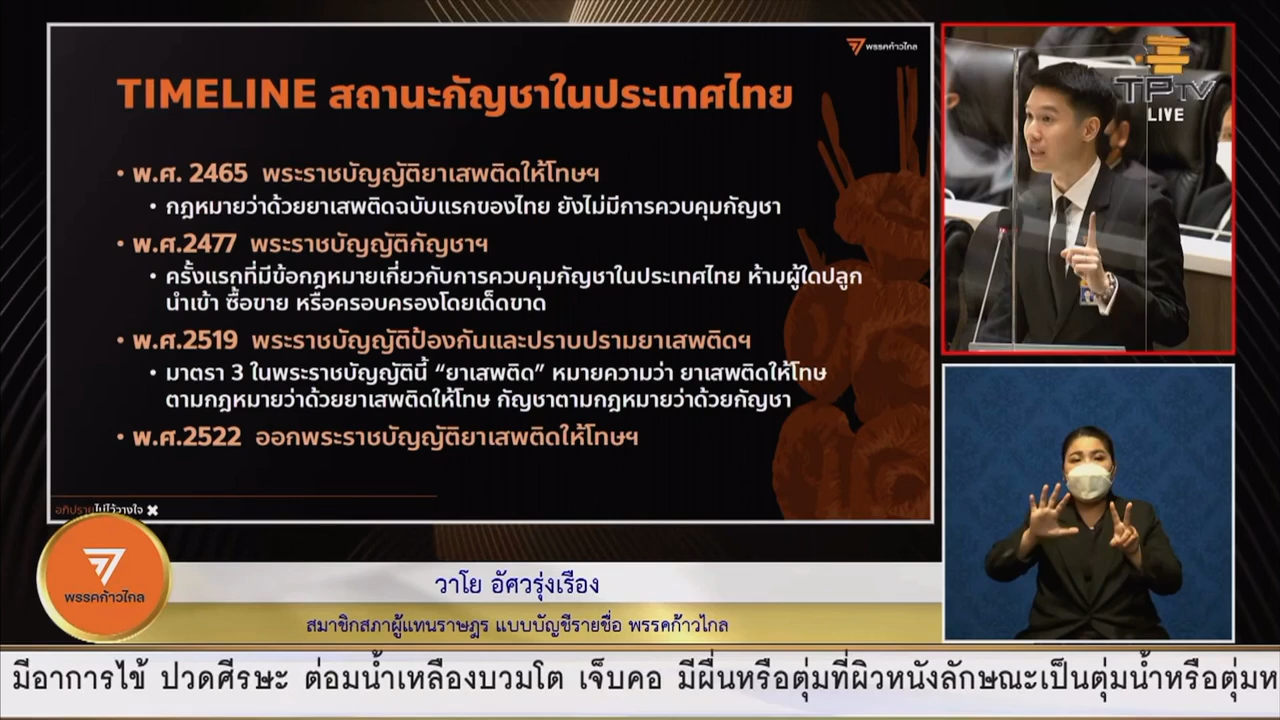 พรรคก้าวไกล
TIMELINE สถานะกัญชาในประเทศไทย
• พ.ศ. 2465 พระราชบัญญัติยาเสพติดให้โทษฯ
• กฎหมายว่าด้วยยาเสพติดฉบับแรกของไทย ยังไม่มีการควบคุมกัญชา
• พ.ศ.2477 พระราชบัญญัติกัญชาฯ
• ครั้งแรกที่มีข้อกฎหมายเกี่ยวกับการควบคุมกัญชาในประเทศไทย ห้ามผู้ใดปลูก
นำเข้า ซื้อขาย หรือครอบครองโดยเด็ดขาด
• พ.ศ.2519 พระราชบัญญัติป้องกันและปราบปรามยาเสพติดฯ
• มาตรา 3 ในพระราชบัญญัตินี้ “ยาเสพติด” หมายความว่า ยาเสพติดให้โทษ
ตามกฎหมายว่าด้วยยาเสพติดให้โทษ กัญชาตามกฎหมายว่าด้วยกัญชา
• พ.ศ.2522 ออกพระราชบัญญัติยาเสพติดให้โทษฯ
อภิปรายไม่ไว้วางใจ
TPTV
LIVE
พรรคก้าวไกล
วาโย อัศวรุ่งเรือง
สมาชิกสภาผู้แทนราษฎร แบบบัญชีรายชื่อ พรรคก้าวไกล
มีอาการไข้ ปวดศีรษะ ต่อมน้ำเหลืองบวมโต เจ็บคอ มีผื่นหรือตุ่มที่ผิวหนังลักษณะเป็นตุ่มน้ำหรือตุ่มห